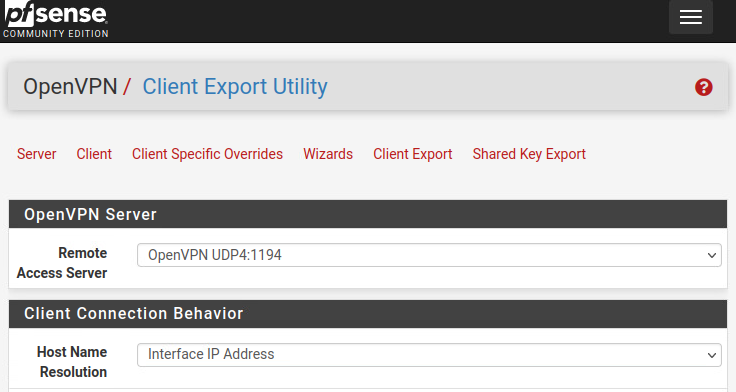 pfsense
COMMUNITY EDITION
OpenVPN / Client Export Utility
Server Client Client Specific Overrides Wizards Client Export Shared Key Export
OpenVPN Server
Remote
Access Server
OpenVPN UDP4:1194
Client Connection Behavior
Host Name
Resolution
Interface IP Address